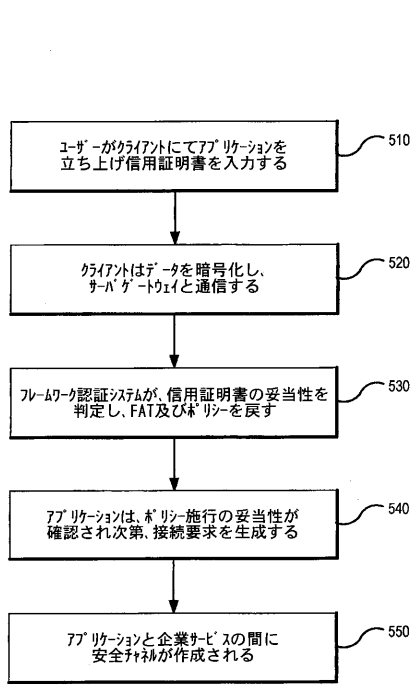 ユーザーがクライアントにてアプリケーションを
立ち上げ信用証明書を入力する
510
クライアントはデータを暗号化し、
サーバゲートウェイと通信する
520
フレームワーク認証システムが、信用証明書の妥当性を
判定し、FAT及びポリシーを戻す
530
アプリケーションは、ポリシー施行の妥当性が
確認され次第、接続要求を生成する
540
アプリケーションと企業サービスの間に
安全チャネルが作成される
550